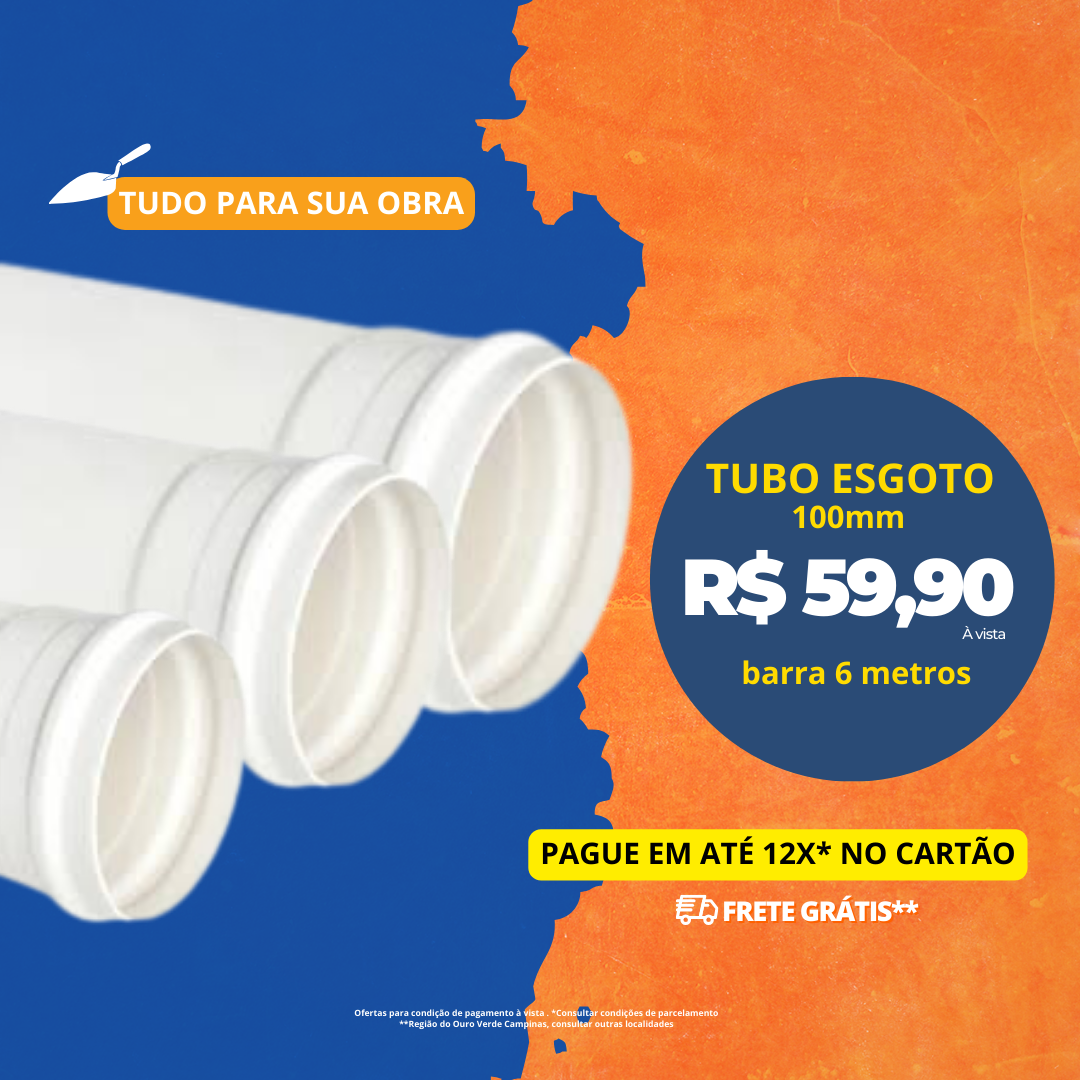 TUDO PARA SUA OBRA
TUBO ESGOTO
100mm
R$ 59,90
À vista
barra 6 metros
PAGUE EM ATÉ 12X* NO CARTÃO
FRETE GRÁTIS**
Ofertas para condição de pagamento à vista . *Consultar condições de parcelamento
**Região do Ouro Verde Campinas, consultar outras localidades